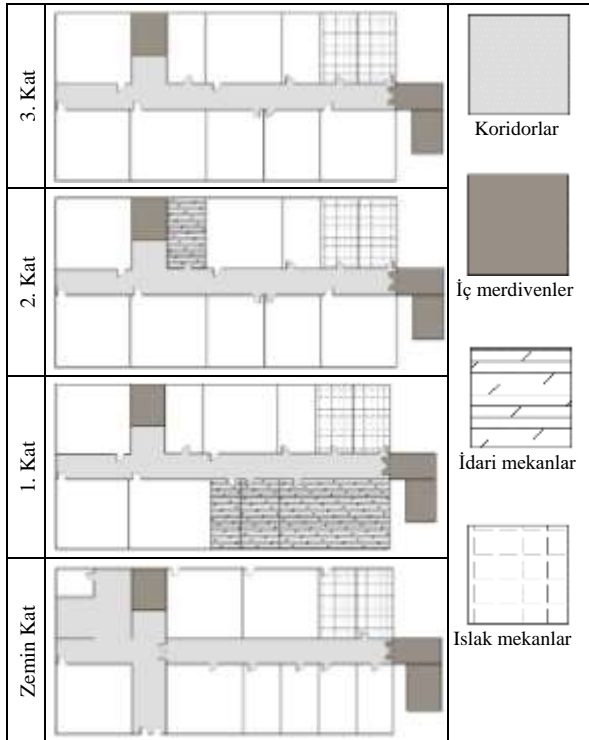 3. Kat
2. Kat
1. Kat
Zemin Kat
Koridorlar
İç merdivenler
İdari mekanlar
Islak mekanlar